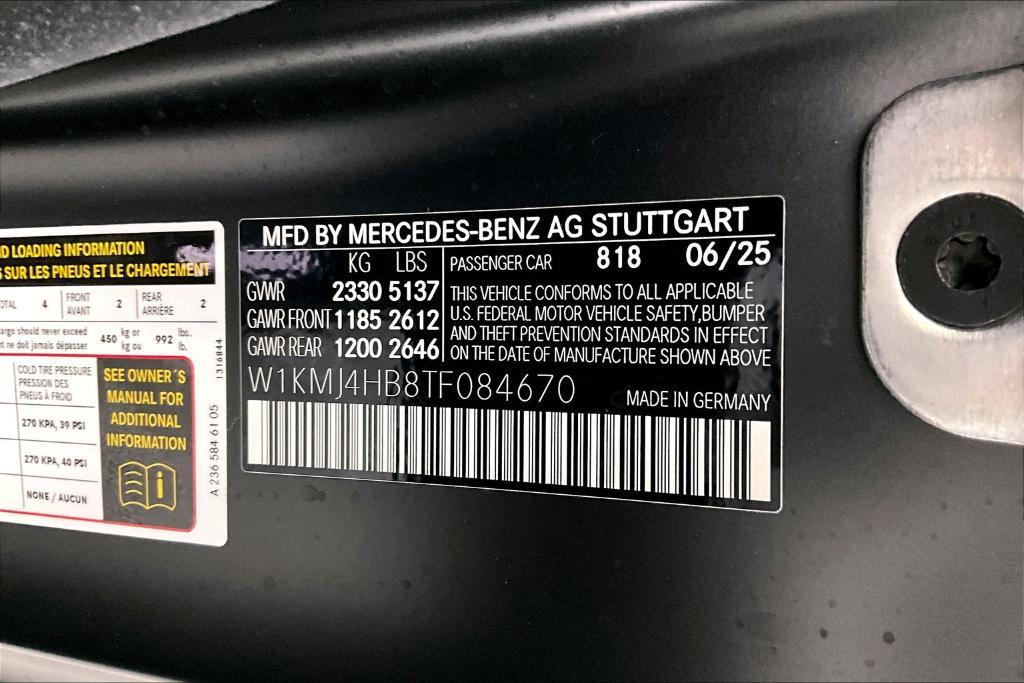 ND LOADING INFORMATION
SUR LES PNEUS ET LE CHARGEMENT
4 FRONT AVANT 2 REAR ARRIÈRE 2
should never exceed 450 kg or 992 lbs.
ne doit jamais dépasser kg ou lb.
COLD TIRE PRESSURE
PRESSION DES
PNEUS À FROID
270 KPA, 39 PSI
270 KPA, 40 PSI
NONE / AUCUN
SEE OWNER´S
MANUAL FOR
ADDITIONAL
INFORMATION
1316844
A 236 584 61 05
MFD BY MERCEDES-BENZ AG STUTTGART
KG LBS
GVWR 2330 5137
GAWR FRONT 1185 2612
GAWR REAR 1200 2646
PASSENGER CAR 818 06/25
THIS VEHICLE CONFORMS TO ALL APPLICABLE
U.S. FEDERAL MOTOR VEHICLE SAFETY,BUMPER
AND THEFT PREVENTION STANDARDS IN EFFECT
ON THE DATE OF MANUFACTURE SHOWN ABOVE
W1KMJ4HB8TF084670
MADE IN GERMANY